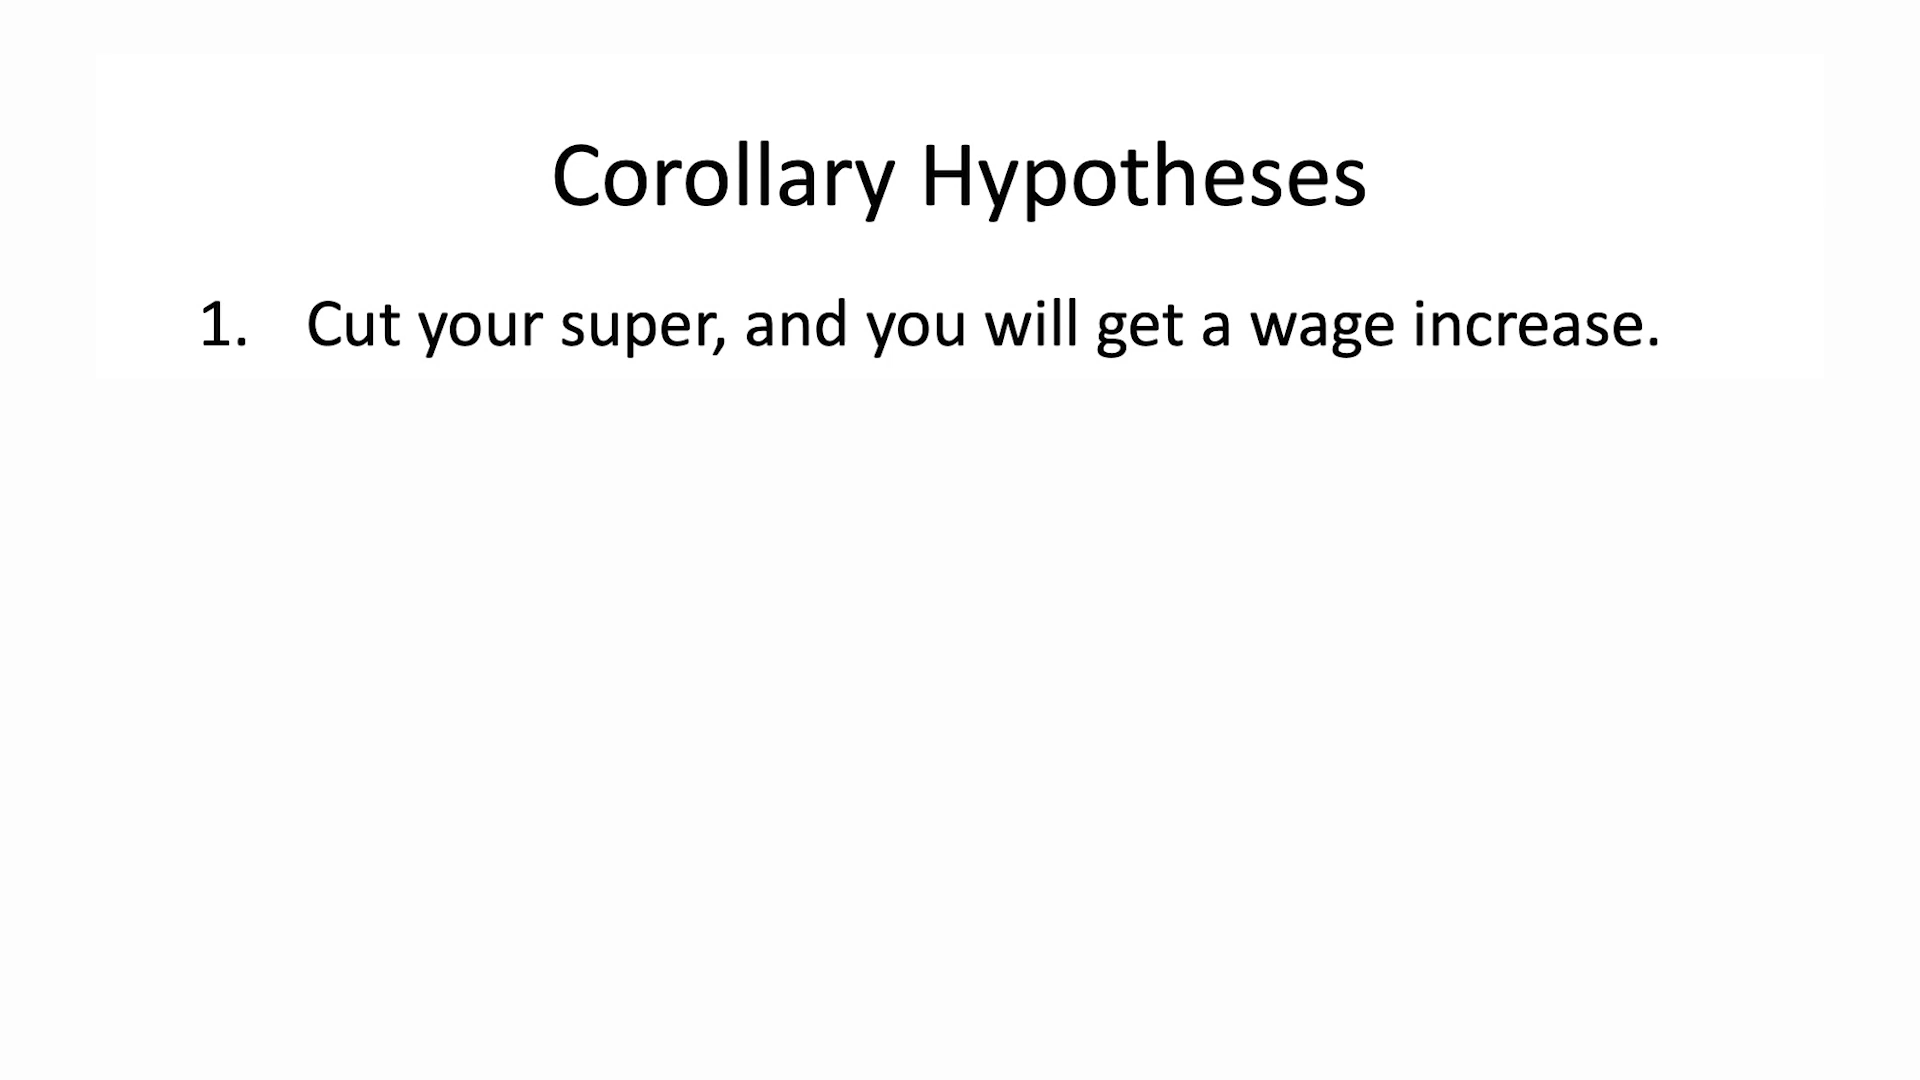 Corollary Hypotheses
1. Cut your super, and you will get a wage increase.